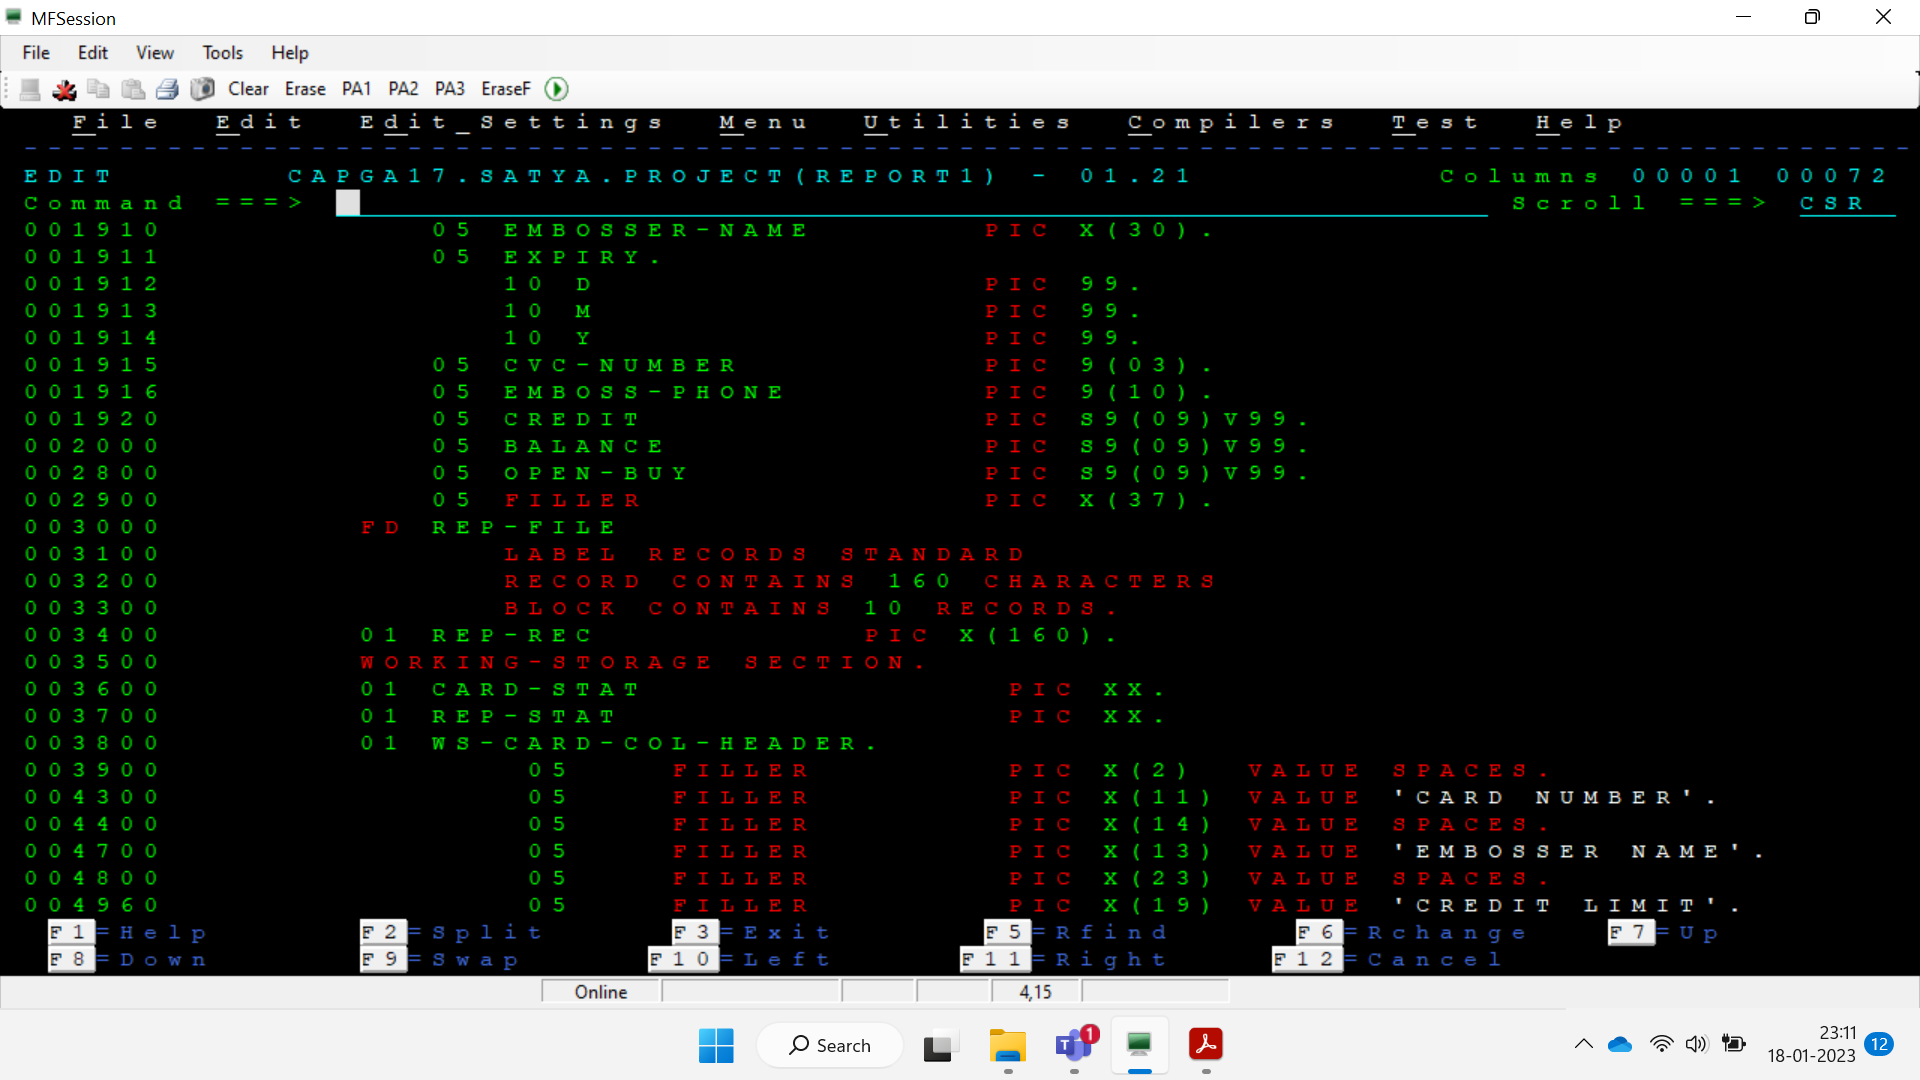 MFSession
File Edit View Tools Help
Clear Erase PA1 PA2 PA3 EraseF
File Edit Edit_Settings Menu Utilities Compilers Test Help
EDIT CAPGA17.SATYA.PROJECT(REPORT1) - 01.21 Columns 00001 00072
Command ===> Scroll ===> CSR
001910 05 EMBOSSER-NAME PIC X(30).
001911 05 EXPIRY.
001912 10 D PIC 99.
001913 10 M PIC 99.
001914 10 Y PIC 99.
001915 05 CVC-NUMBER PIC 9(03).
001916 05 EMBOSS-PHONE PIC 9(10).
001920 05 CREDIT PIC S9(09)V99.
002000 05 BALANCE PIC S9(09)V99.
002800 05 OPEN-BUY PIC S9(09)V99.
002900 05 FILLER PIC X(37).
003000 FD REP-FILE
003100 LABEL RECORDS STANDARD
003200 RECORD CONTAINS 160 CHARACTERS
003300 BLOCK CONTAINS 10 RECORDS.
003400 01 REP-REC PIC X(160).
003500 WORKING-STORAGE SECTION.
003600 01 CARD-STAT PIC XX.
003700 01 REP-STAT PIC XX.
003800 01 WS-CARD-COL-HEADER.
003900 05 FILLER PIC X(2) VALUE SPACES.
004300 05 FILLER PIC X(11) VALUE 'CARD NUMBER'.
004400 05 FILLER PIC X(14) VALUE SPACES.
004700 05 FILLER PIC X(13) VALUE 'EMBOSSER NAME'.
004800 05 FILLER PIC X(23) VALUE SPACES.
004960 05 FILLER PIC X(19) VALUE 'CREDIT LIMIT'.
F1=Help F2=Split F3=Exit F5=Rfind F6=Rchange F7=Up
F8=Down F9=Swap F10=Left F11=Right F12=Cancel
Online 4,15
Search 1 23:11 12
18-01-2023